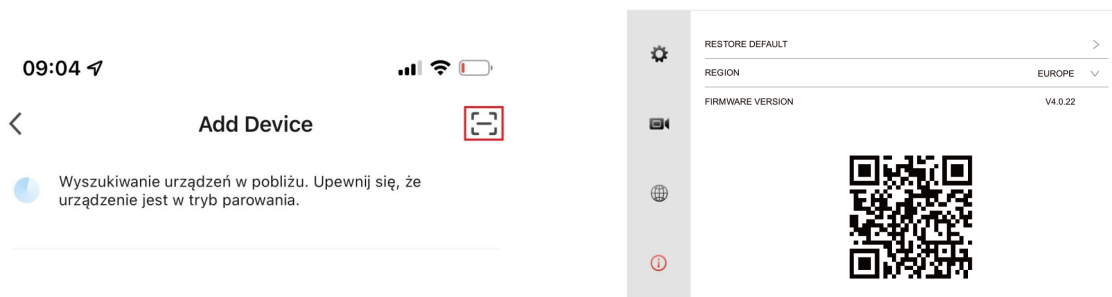 09:04
Add Device
Wyszukiwanie urządzeń w pobliżu. Upewnij się, że
urządzenie jest w tryb parowania.
RESTORE DEFAULT
REGION EUROPE
FIRMWARE VERSION V4.0.22